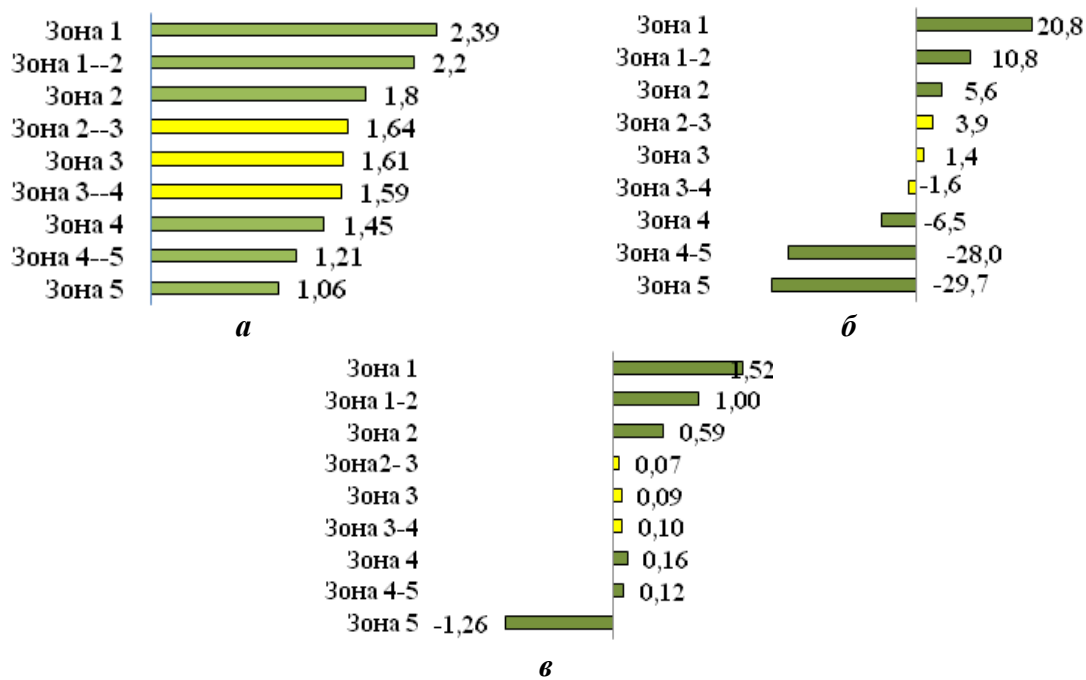 Зона 1 2,39
Зона 1--2 2,2
Зона 2 1,8
Зона 2--3 1,64
Зона 3 1,61
Зона 3--4 1,59
Зона 4 1,45
Зона 4--5 1,21
Зона 5 1,06
а
Зона 1 20,8
Зона 1-2 10,8
Зона 2 5,6
Зона 2-3 3,9
Зона 3 1,4
Зона 3-4 -1,6
Зона 4 -6,5
Зона 4-5 -28,0
Зона 5 -29,7
б
Зона 1 1,52
Зона 1-2 1,00
Зона 2 0,59
Зона2- 3 0,07
Зона 3 0,09
Зона 3-4 0,10
Зона 4 0,16
Зона 4-5 0,12
Зона 5 -1,26
в